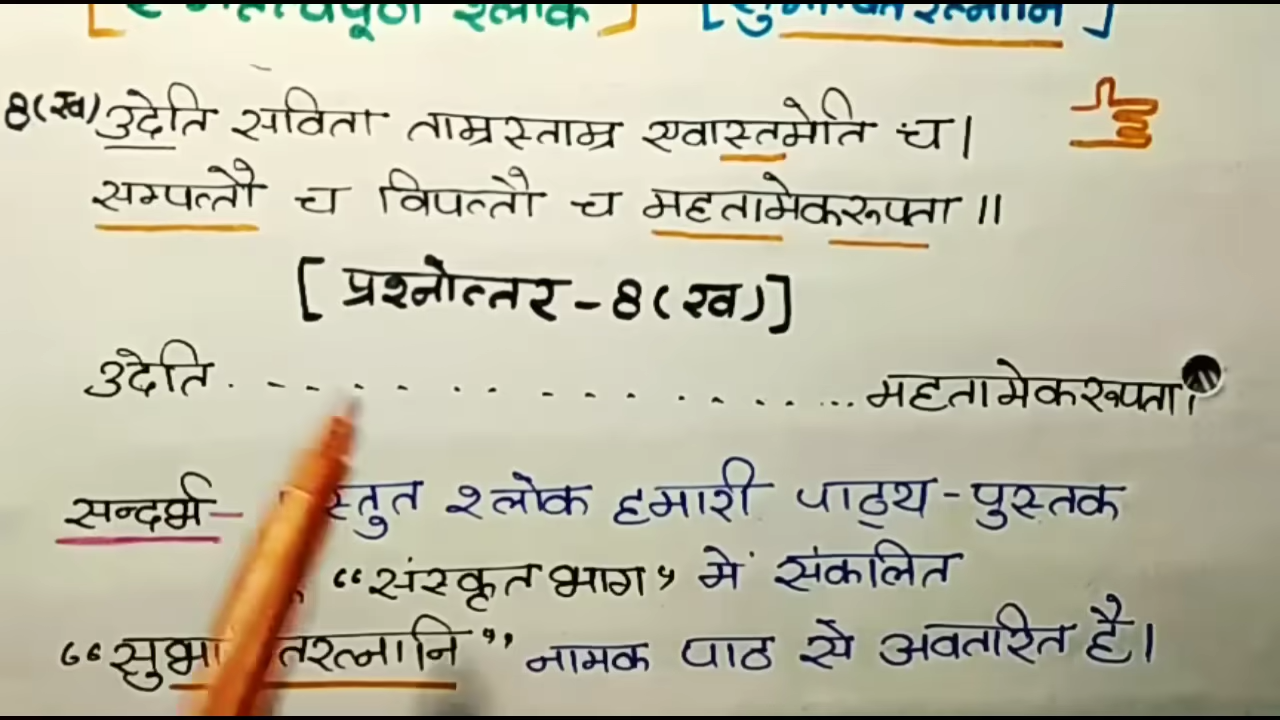 श्लोक] [
8(ख) उदेति सविता ताम्रस्ताम्र एवास्तमेति च।
सम्पत्तौ च विपत्तौ च महतामेकरूपता ॥
[प्रश्नोत्तर-8(ख)]
उदेति. - - - - . . - - - - . . - - ... महतामेकरूपता।
सन्दर्भ- श्लोक हमारी पाठ्य-पुस्तक
“संस्कृत भाग” में संकलित
नामक पाठ से अवतरित है।